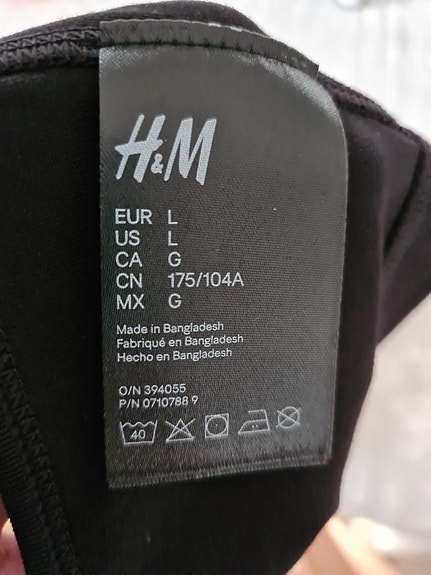 H&M
EUR L
US L
CA G
CN 175/104A
MX G
Made in Bangladesh
Fabriqué en Bangladesh
Hecho en Bangladesh
O/N 394055
P/N 0710788 9
40